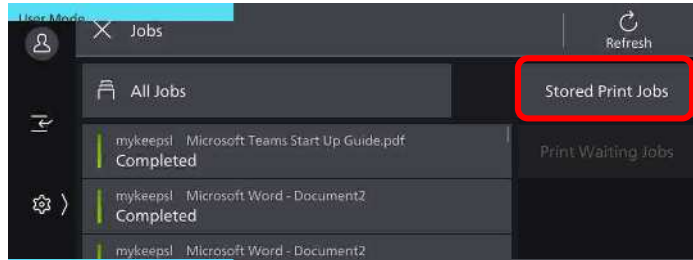 User Mode
Jobs
Refresh
All Jobs
Stored Print Jobs
mykeepsl Microsoft Teams Start Up Guide.pdf
Completed
Print Waiting Jobs
mykeepsl Microsoft Word - Document2
Completed
mykeepsl Microsoft Word - Document2